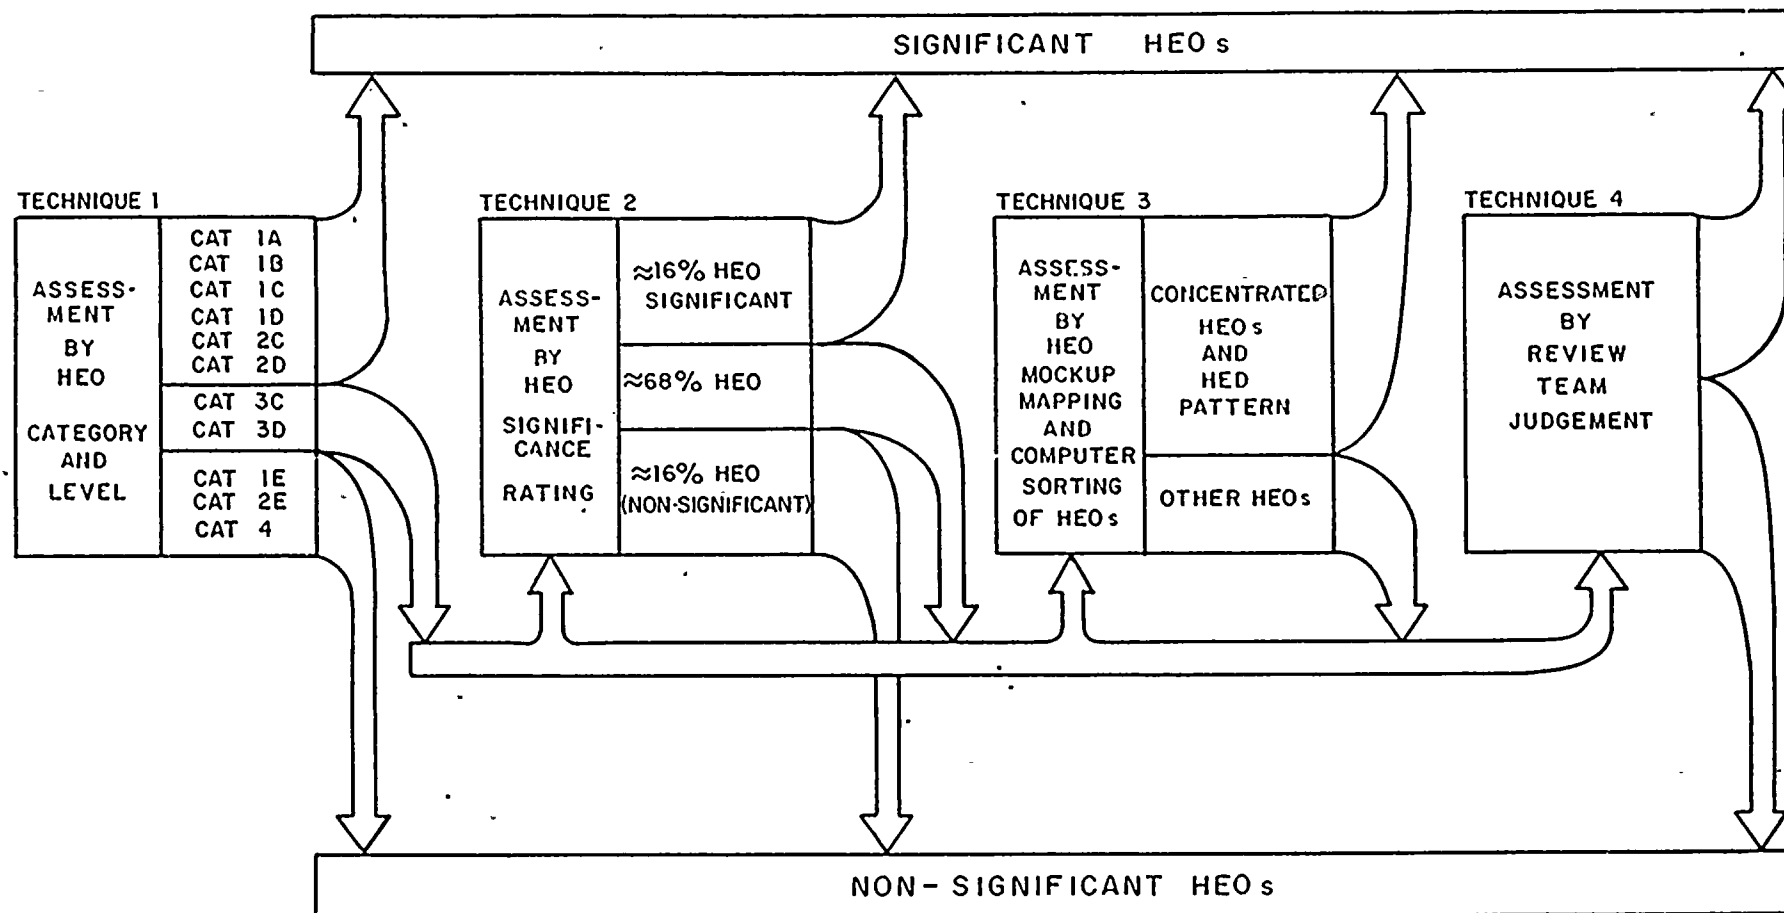 SIGNIFICANT HEOs
TECHNIQUE 1
ASSESS-
MENT
BY
HEO
CATEGORY
AND
LEVEL
CAT 1A
CAT 1B
CAT 1C
CAT 1D
CAT 2C
CAT 2D
CAT 3C
CAT 3D
CAT 1E
CAT 2E
CAT 4
TECHNIQUE 2
ASSESS-
MENT
BY
HEO
SIGNIFI-
CANCE
RATING
≈16% HEO
SIGNIFICANT
≈68% HEO
≈16% HEO
(NON-SIGNIFICANT)
TECHNIQUE 3
ASSESS-
MENT
BY
HEO
MOCKUP
MAPPING
AND
COMPUTER
SORTING
OF HEOs
CONCENTRATED
HEOs
AND
HED
PATTERN
OTHER HEOs
TECHNIQUE 4
ASSESSMENT
BY
REVIEW
TEAM
JUDGEMENT
NON-SIGNIFICANT HEOs